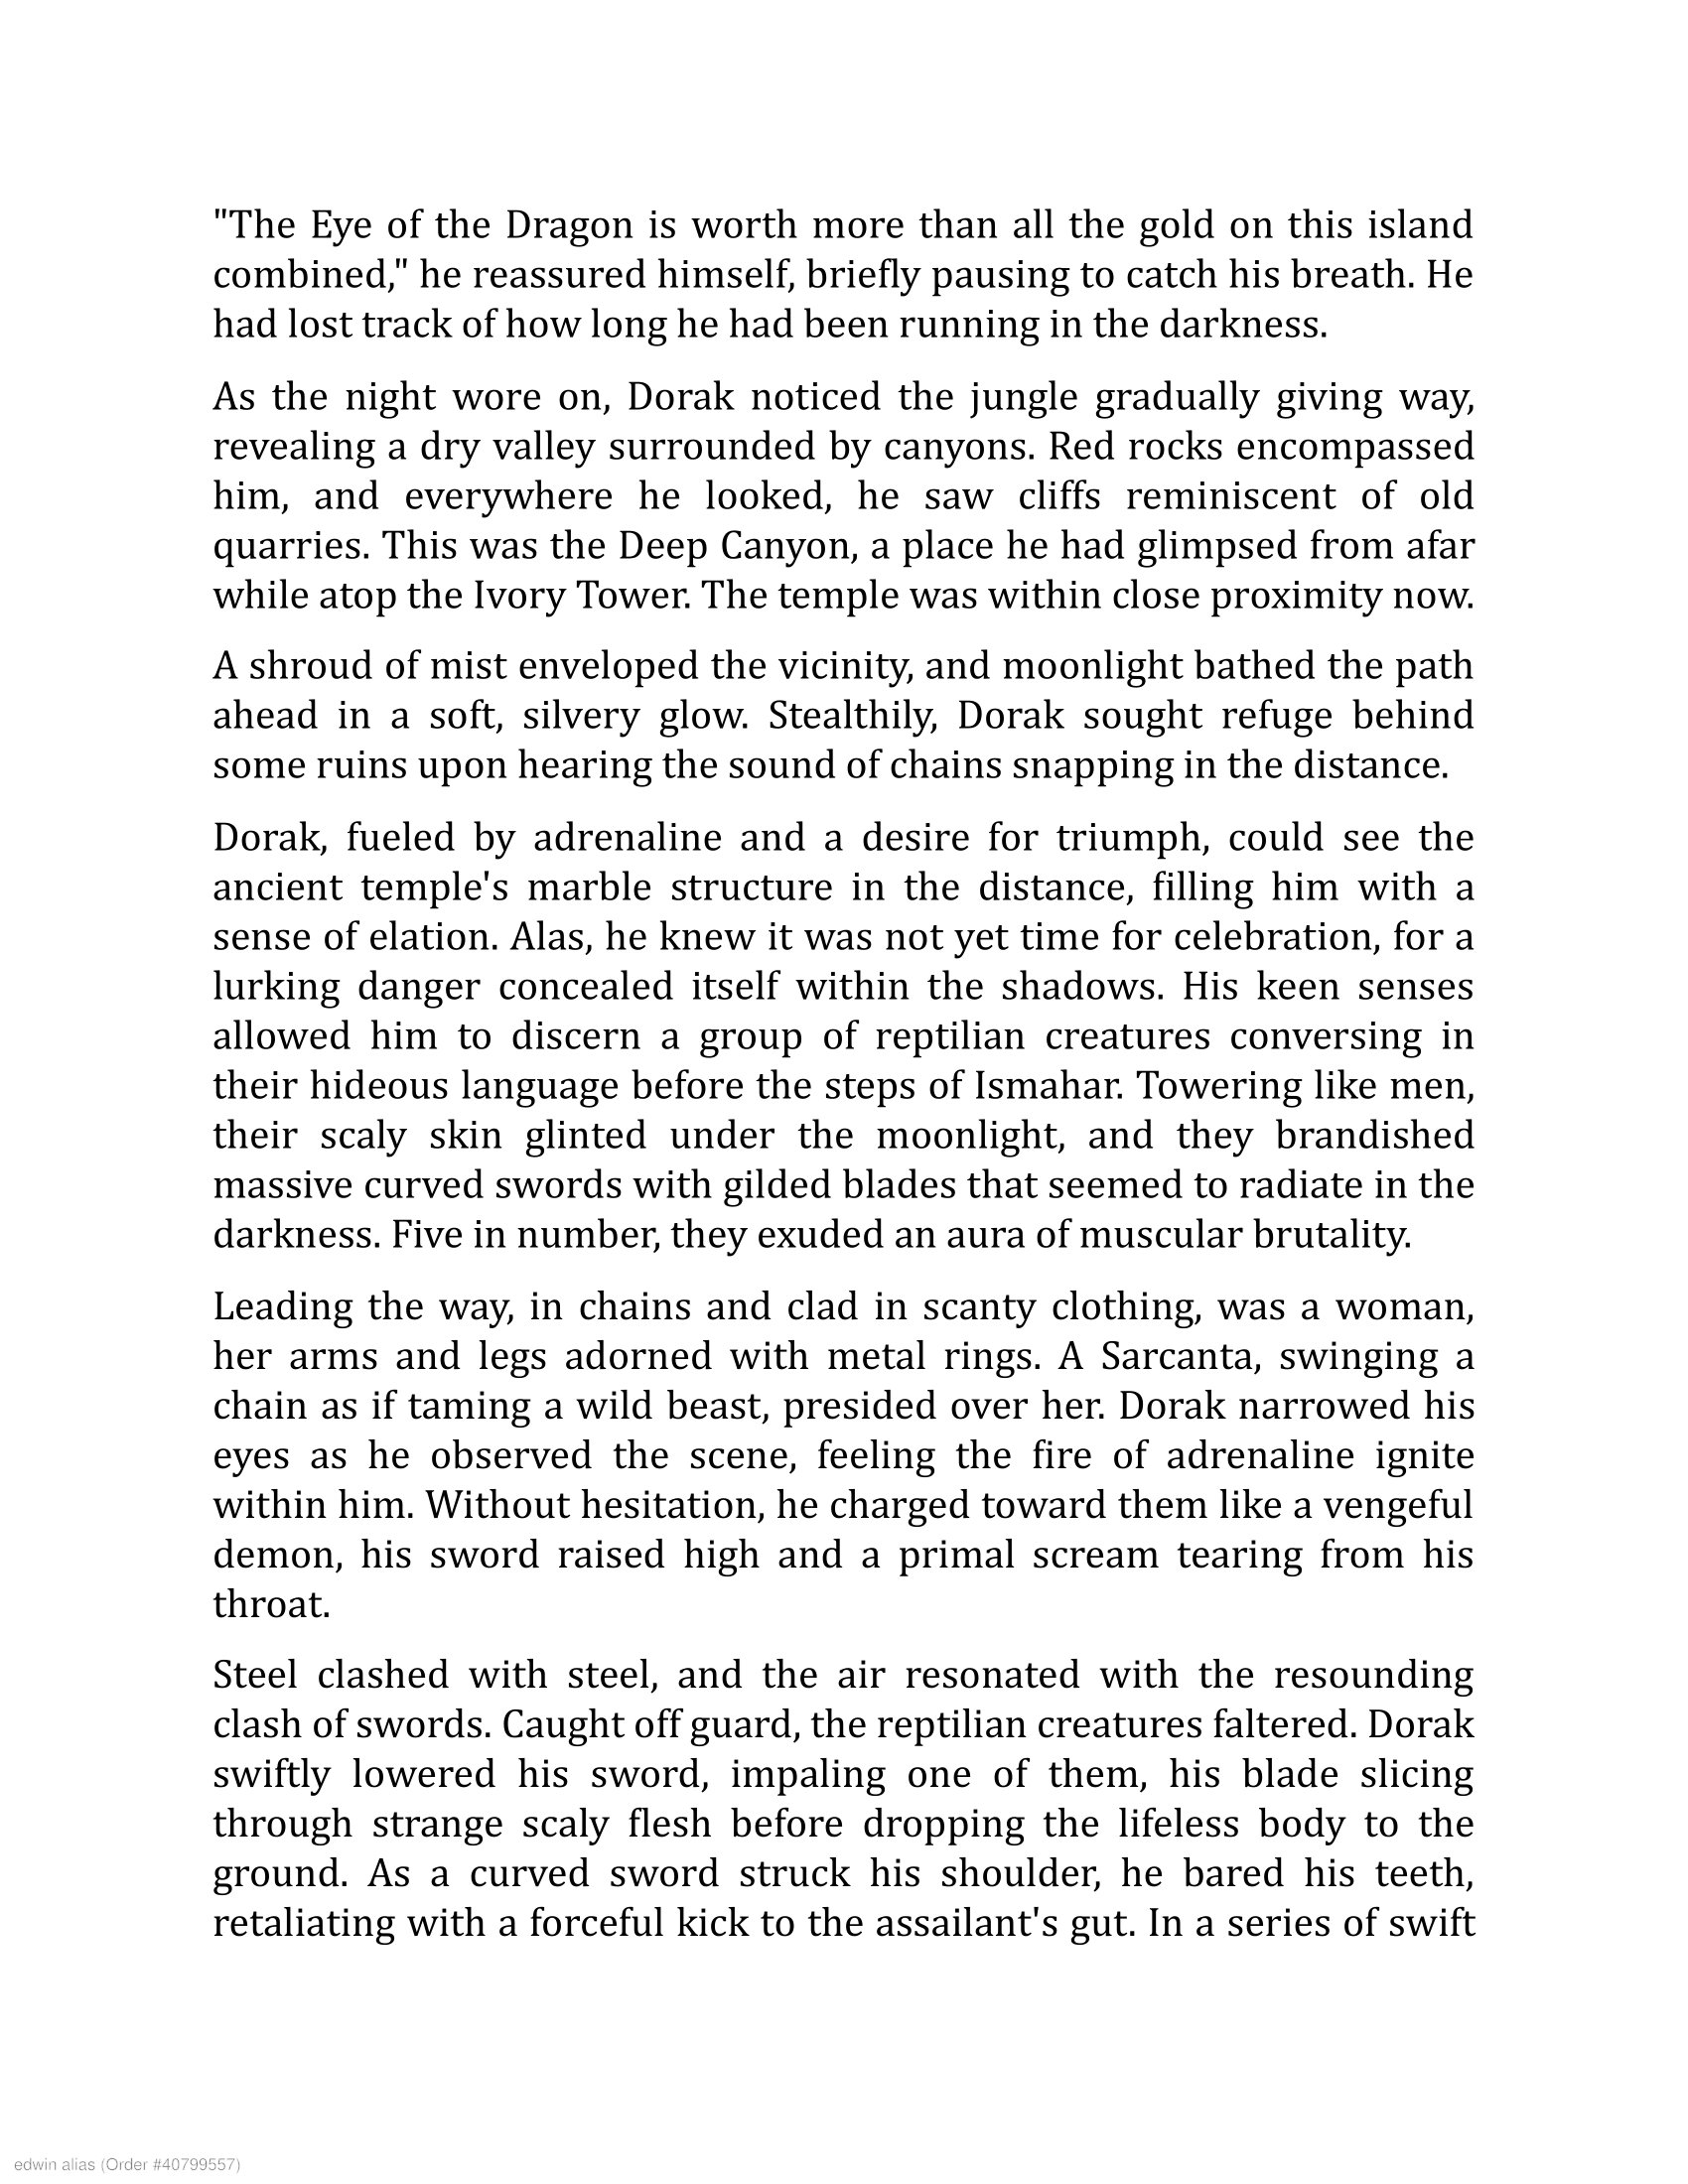 "The Eye of the Dragon is worth more than all the gold on this island
combined," he reassured himself, briefly pausing to catch his breath. He
had lost track of how long he had been running in the darkness.
As the night wore on, Dorak noticed the jungle gradually giving way,
revealing a dry valley surrounded by canyons. Red rocks encompassed
him, and everywhere he looked, he saw cliffs reminiscent of old
quarries. This was the Deep Canyon, a place he had glimpsed from afar
while atop the Ivory Tower. The temple was within close proximity now.
A shroud of mist enveloped the vicinity, and moonlight bathed the path
ahead in a soft, silvery glow. Stealthily, Dorak sought refuge behind
some ruins upon hearing the sound of chains snapping in the distance.
Dorak, fueled by adrenaline and a desire for triumph, could see the
ancient temple's marble structure in the distance, filling him with a
sense of elation. Alas, he knew it was not yet time for celebration, for a
lurking danger concealed itself within the shadows. His keen senses
allowed him to discern a group of reptilian creatures conversing in
their hideous language before the steps of Ismahar. Towering like men,
their scaly skin glinted under the moonlight, and they brandished
massive curved swords with gilded blades that seemed to radiate in the
darkness. Five in number, they exuded an aura of muscular brutality.
Leading the way, in chains and clad in scanty clothing, was a woman,
her arms and legs adorned with metal rings. A Sarcanta, swinging a
chain as if taming a wild beast, presided over her. Dorak narrowed his
eyes as he observed the scene, feeling the fire of adrenaline ignite
within him. Without hesitation, he charged toward them like a vengeful
demon, his sword raised high and a primal scream tearing from his
throat.
Steel clashed with steel, and the air resonated with the resounding
clash of swords. Caught off guard, the reptilian creatures faltered. Dorak
swiftly lowered his sword, impaling one of them, his blade slicing
through strange scaly flesh before dropping the lifeless body to the
ground. As a curved sword struck his shoulder, he bared his teeth,
retaliating with a forceful kick to the assailant's gut. In a series of swift
edwin alias (Order #40799557)